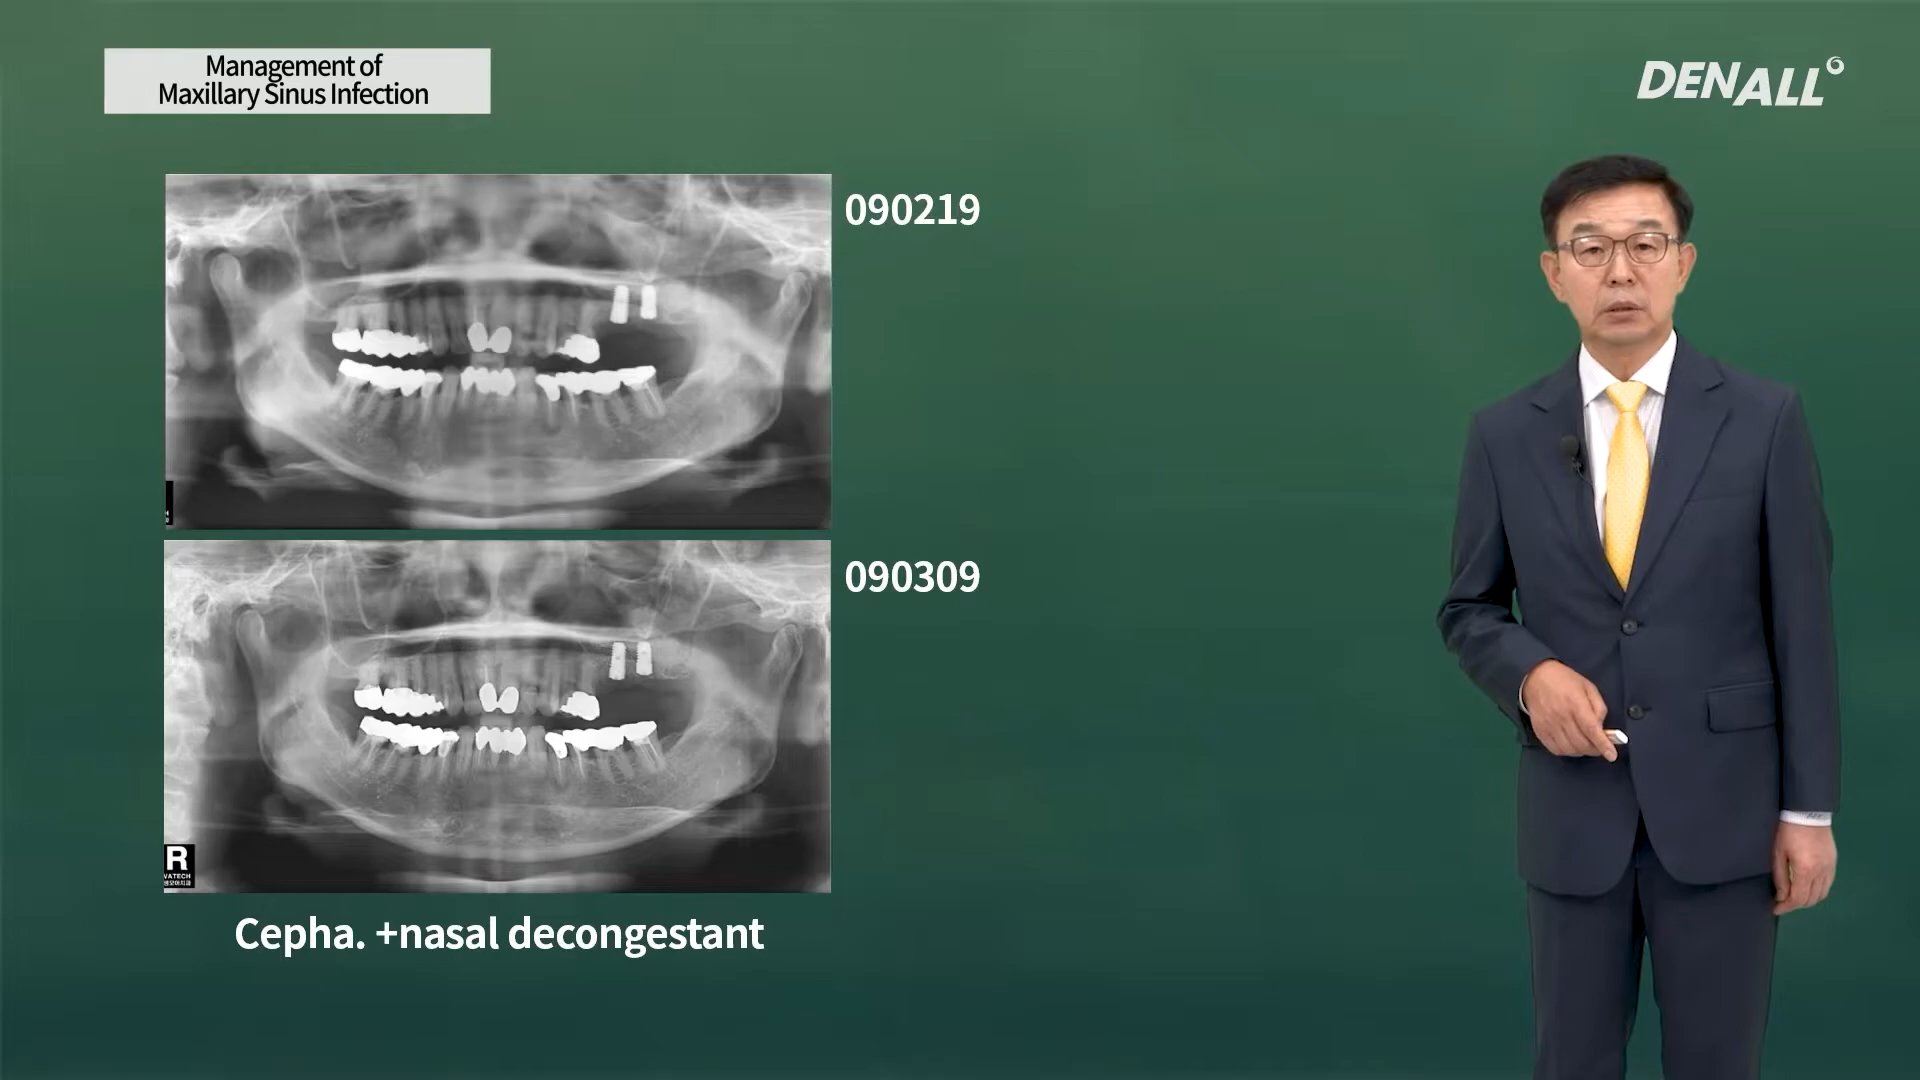 Management of
Maxillary Sinus Infection
DENALL
090219
090309
R
VATECH
Cepha. +nasal decongestant